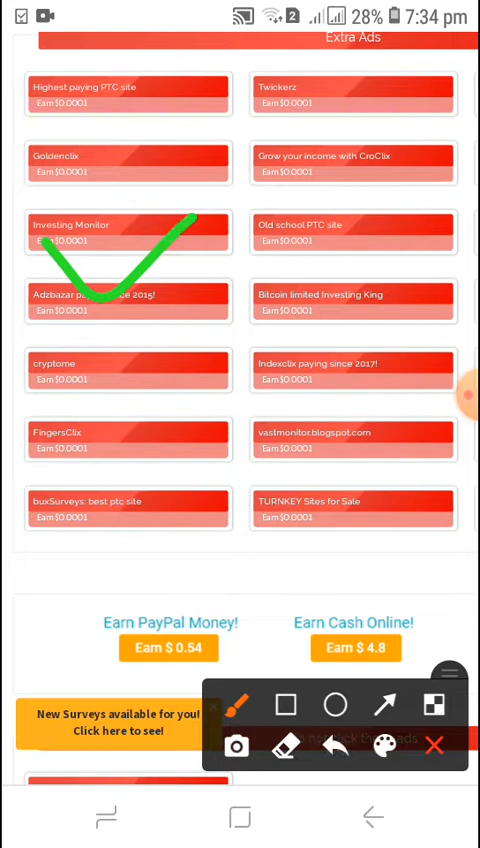 2 28% 7:34 pm
Extra Ads
Highest paying PTC site
Earn $0.0001
Twickerz
Earn $0.0001
Goldenclix
Earn $0.0001
Grow your income with CroClix
Earn $0.0001
Investing Monitor
$0.0001
Old school PTC site
Earn $0.0001
Adzbazar 2015!
Earn $0.0001
Bitcoin limited Investing King
Earn $0.0001
cryptome
Earn $0.0001
Indexclix paying since 2017!
Earn $0.0001
FingersClix
Earn $0.0001
vastmonitor.blogspot.com
Earn $0.0001
buxSurveys: best ptc site
Earn $0.0001
TURNKEY Sites for Sale
Earn $0.0001
Earn PayPal Money!
Earn $ 0.54
Earn Cash Online!
Earn $ 4.8
New Surveys available for you!
Click here to see!
ads